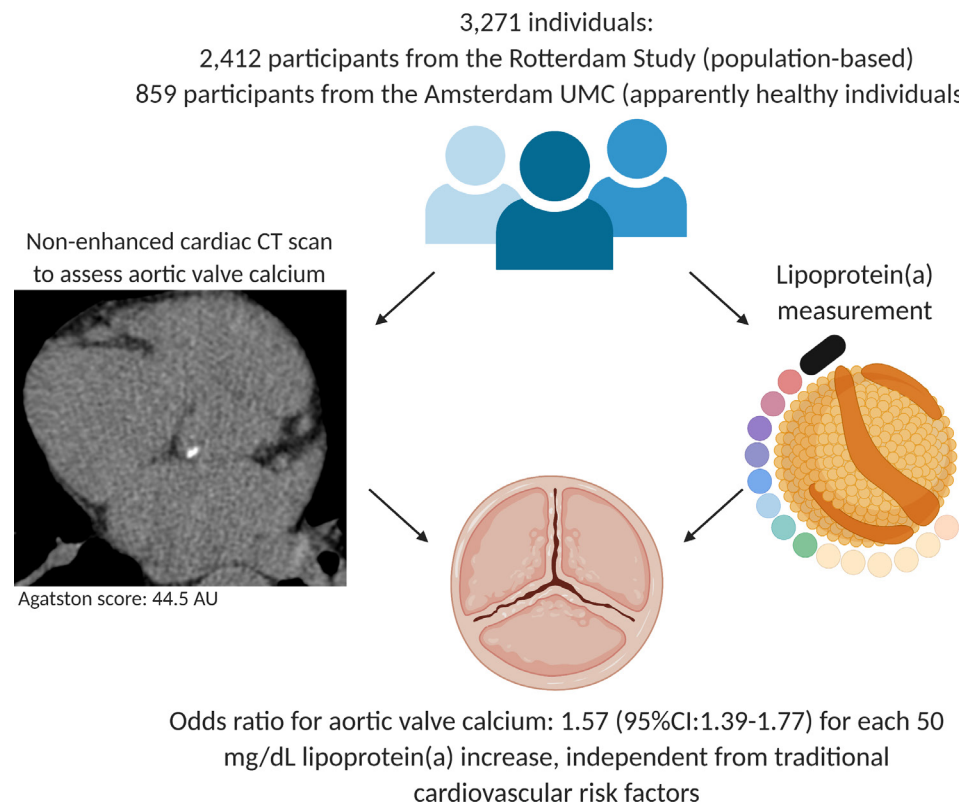 3,271 individuals:
2,412 participants from the Rotterdam Study (population-based)
859 participants from the Amsterdam UMC (apparently healthy individuals
Non-enhanced cardiac CT scan
to assess aortic valve calcium
Lipoprotein(a)
measurement
Agatston score: 44.5 AU
Odds ratio for aortic valve calcium: 1.57 (95%CI:1.39-1.77) for each 50
mg/dL lipoprotein(a) increase, independent from traditional
cardiovascular risk factors